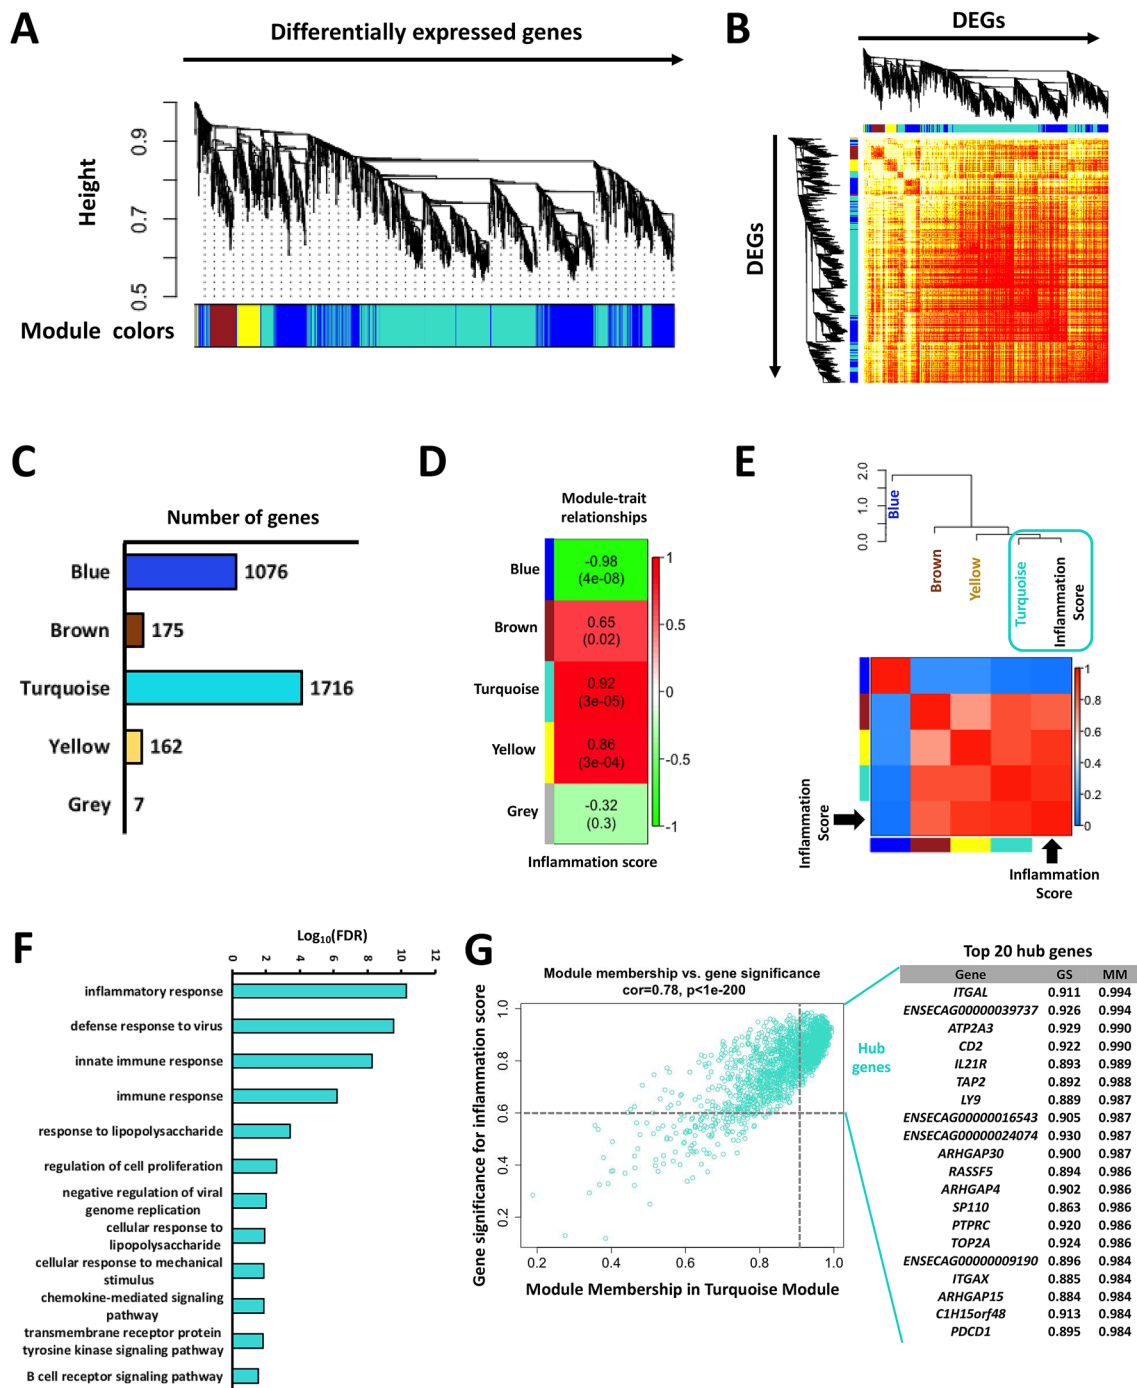 A
Differentially expressed genes
Height
0.9
0.7
0.5
Module colors
B
DEGs
DEGs
C
Number of genes
Blue
1076
Brown
175
Turquoise
1716
Yellow
162
Grey
7
D
Module-trait
relationships
Blue
-0.98
(4e-08)
Brown
0.65
(0.02)
Turquoise
0.92
(3e-05)
Yellow
0.86
(3e-04)
Grey
-0.32
(0.3)
1
0.5
0
-0.5
-1
Inflammation score
E
2.0
1.0
0.0
Blue
Brown
Yellow
Turquoise
Inflammation
Score
1
0.8
0.6
0.4
0.2
0
Inflammation
Score
Inflammation
Score
F
Log10(FDR)
0 2 4 6 8 10 12
inflammatory response
defense response to virus
innate immune response
immune response
response to lipopolysaccharide
regulation of cell proliferation
negative regulation of viral
genome replication
cellular response to
lipopolysaccharide
cellular response to mechanical
stimulus
chemokine-mediated signaling
pathway
transmembrane receptor protein
tyrosine kinase signaling pathway
B cell receptor signaling pathway
G
Module membership vs. gene significance
cor=0.78, p<1e-200
Gene significance for inflammation score
1.0
0.8
0.6
0.4
0.2
0.2 0.4 0.6 0.8 1.0
Module Membership in Turquoise Module
Hub
genes
Top 20 hub genes
Gene GS MM
ITGAL 0.911 0.994
ENSECAG00000039737 0.926 0.994
ATP2A3 0.929 0.990
CD2 0.922 0.990
IL21R 0.893 0.989
TAP2 0.892 0.988
LY9 0.889 0.987
ENSECAG00000016543 0.905 0.987
ENSECAG00000024074 0.930 0.987
ARHGAP30 0.900 0.987
RASSF5 0.894 0.986
ARHGAP4 0.902 0.986
SP110 0.863 0.986
PTPRC 0.920 0.986
TOP2A 0.924 0.986
ENSECAG00000009190 0.896 0.984
ITGAX 0.885 0.984
ARHGAP15 0.884 0.984
C1H15orf48 0.913 0.984
PDCD1 0.895 0.984